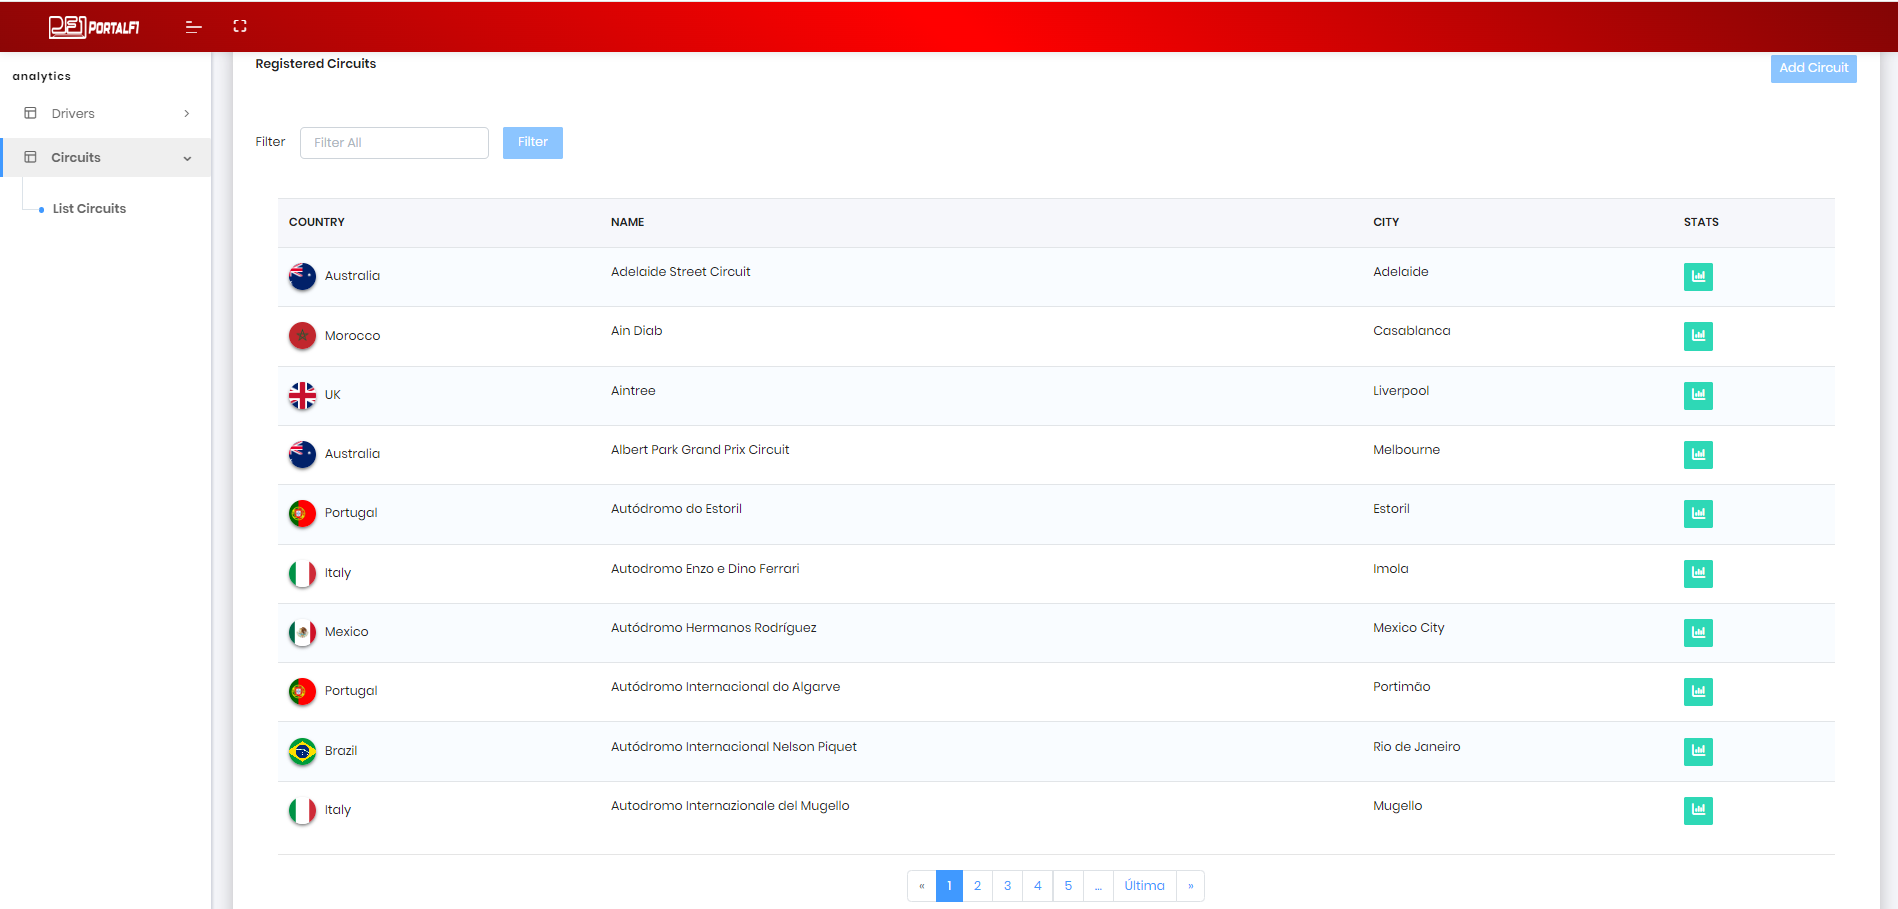 PORTALF1
analytics
Drivers
Circuits
List Circuits
Registered Circuits
Add Circuit
Filter Filter All Filter
COUNTRY NAME CITY STATS
Australia Adelaide Street Circuit Adelaide
Morocco Ain Diab Casablanca
UK Aintree Liverpool
Australia Albert Park Grand Prix Circuit Melbourne
Portugal Autódromo do Estoril Estoril
Italy Autodromo Enzo e Dino Ferrari Imola
Mexico Autódromo Hermanos Rodríguez Mexico City
Portugal Autódromo Internacional do Algarve Portimão
Brazil Autódromo Internacional Nelson Piquet Rio de Janeiro
Italy Autodromo Internazionale del Mugello Mugello
« 1 2 3 4 5 ... Última »